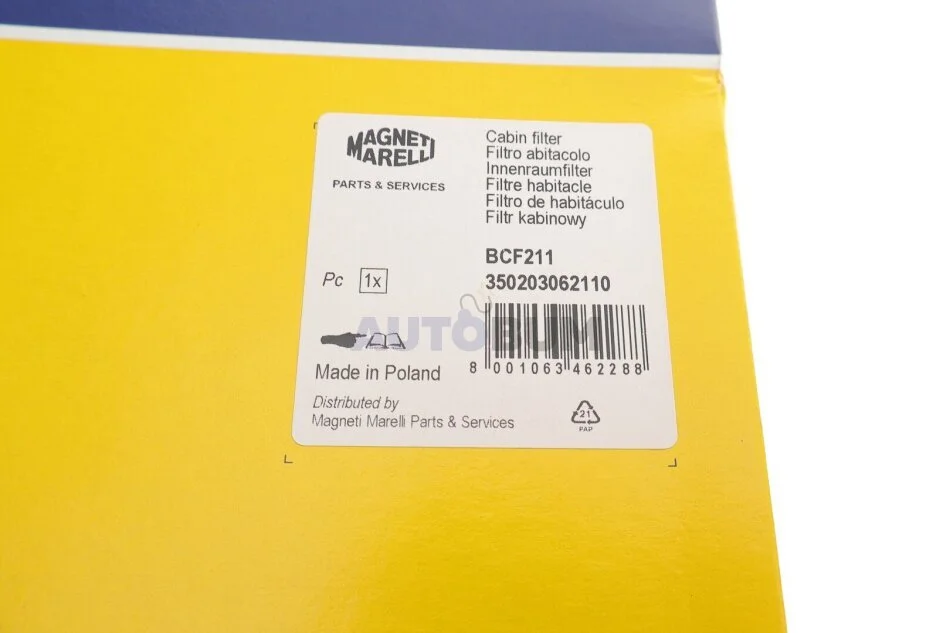 MAGNETI
MARELLI
PARTS & SERVICES
Cabin filter
Filtro abitacolo
Innenraumfilter
Filtre habitacle
Filtro de habitáculo
Filtr kabinowy
BCF211
350203062110
Pc 1x
AUTOBUM
8 001063 462288
Made in Poland
Distributed by
Magneti Marelli Parts & Services
21
PAP